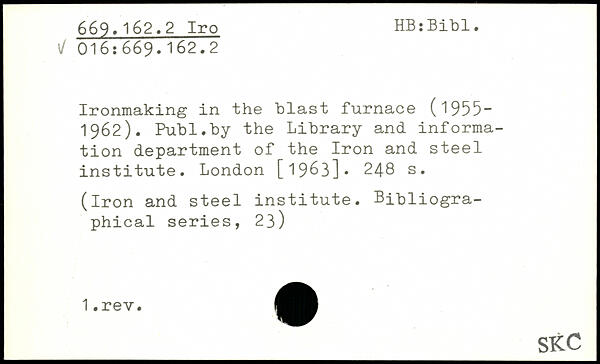 669.162.2 Iro HB:Bibl.
√ 016:669.162.2
Ironmaking in the blast furnace (1955-
1962). Publ.by the Library and informa-
tion department of the Iron and steel
institute. London [1963]. 248 s.
(Iron and steel institute. Bibliogra-
phical series, 23)
1.rev.
SKC